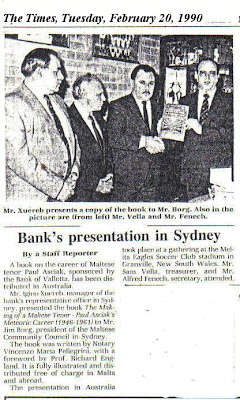 The Times, Tuesday, February 20, 1990
Mr. Xuereb presents a copy of the book to Mr. Borg. Also in the
picture are (from left) Mr. Vella and Mr. Fenech.
Bank's presentation in Sydney
By a Staff Reporter
A book on the career of Maltese
tenor Paul Asciak, sponsored by
the Bank of Valletta, has been dis-
tributed in Australia.
Mr. Igino Xuereb, manager of the
bank's representative office in Syd-
ney, presented the book The Mak-
ing of a Maltese Tenor - Paul Asciak's
Meteoric Career (1946-1961) to Mr.
Jim Borg, president of the Maltese
Community Council in Sydney.
The book was written by Notary
Vincenzo Maria Pellegrini, with a
foreword by Prof. Richard Eng-
land. It is fully illustrated and dis-
tributed free of charge in Malta
and abroad.
The presentation in Australia
took place at a gathering at the Mel-
ita Eagles Soccer Club stadium in
Granville, New South Wales. Mr.
Sam Vella, treasurer, and Mr.
Alfred Fenech, secretary, attended.